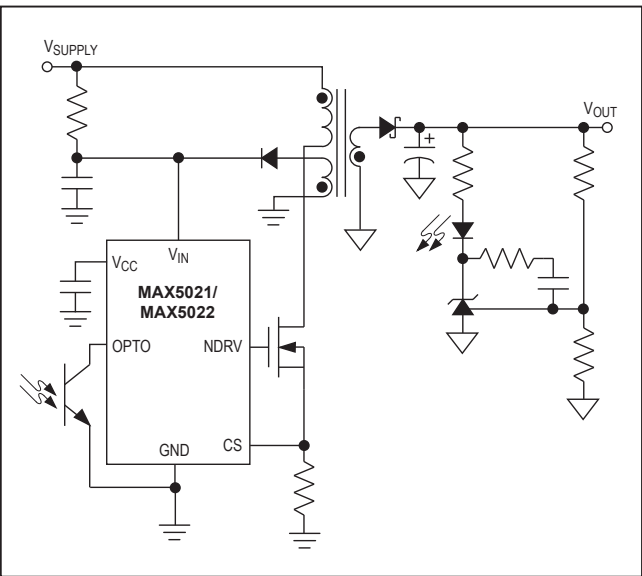 VSUPPLY
VOUT
VCC
VIN
MAX5021/
MAX5022
OPTO
NDRV
CS
GND
+